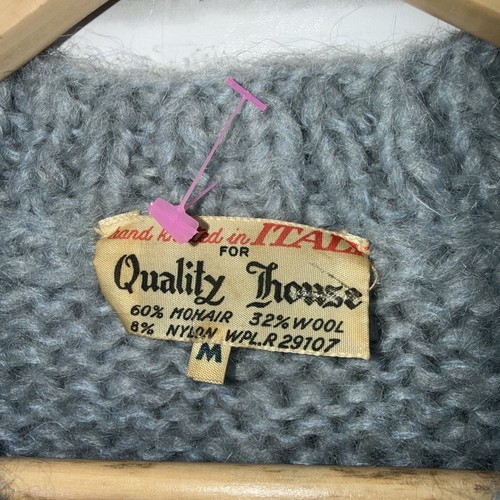 hand knitted in ITALY
FOR
Quality House
60% MOHAIR 32% WOOL
8% NYLON WPL.R 29107
M